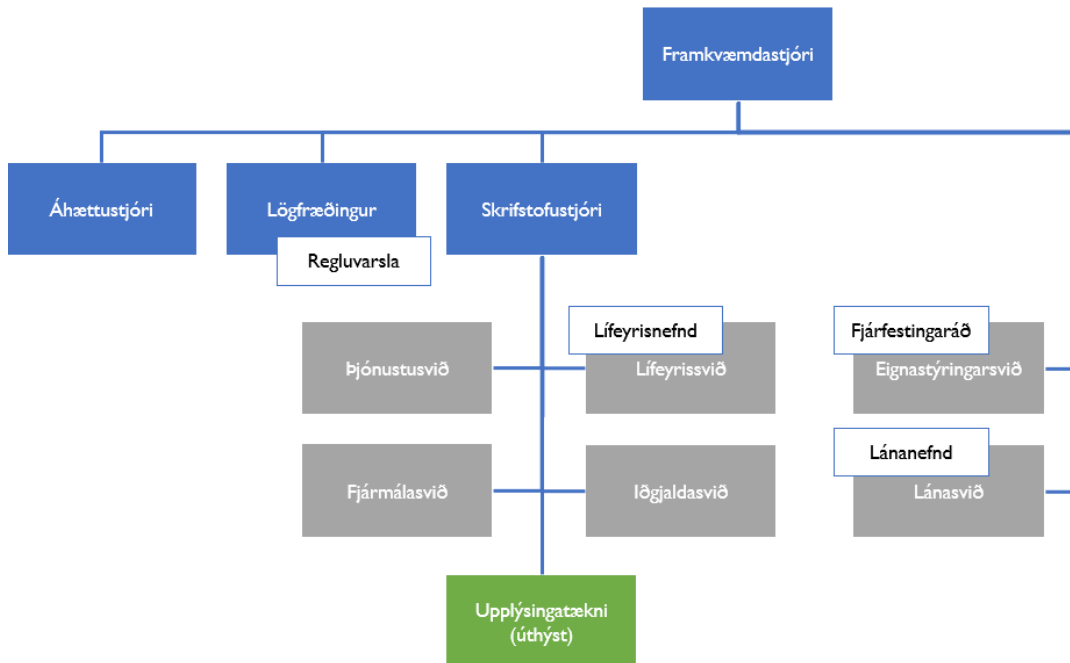 Framkvæmdastjóri
Áhættustjóri
Lögfræðingur
Skrifstofustjóri
Regluvarsla
Lífeyrisnefnd
Fjárfestingaráð
Þjónustusvið
Lífeyrissvið
Eignastýringarsvið
Lánanefnd
Fjármálasvið
Iðgjaldasvið
Lánasvið
Upplýsingatækni
(úthýst)